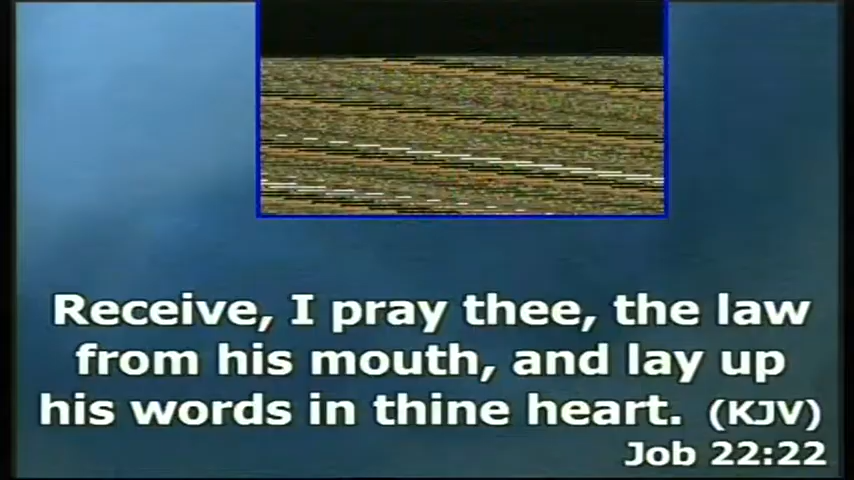 Receive, I pray thee, the law
from his mouth, and lay up
his words in thine heart. (KJV)
Job 22:22